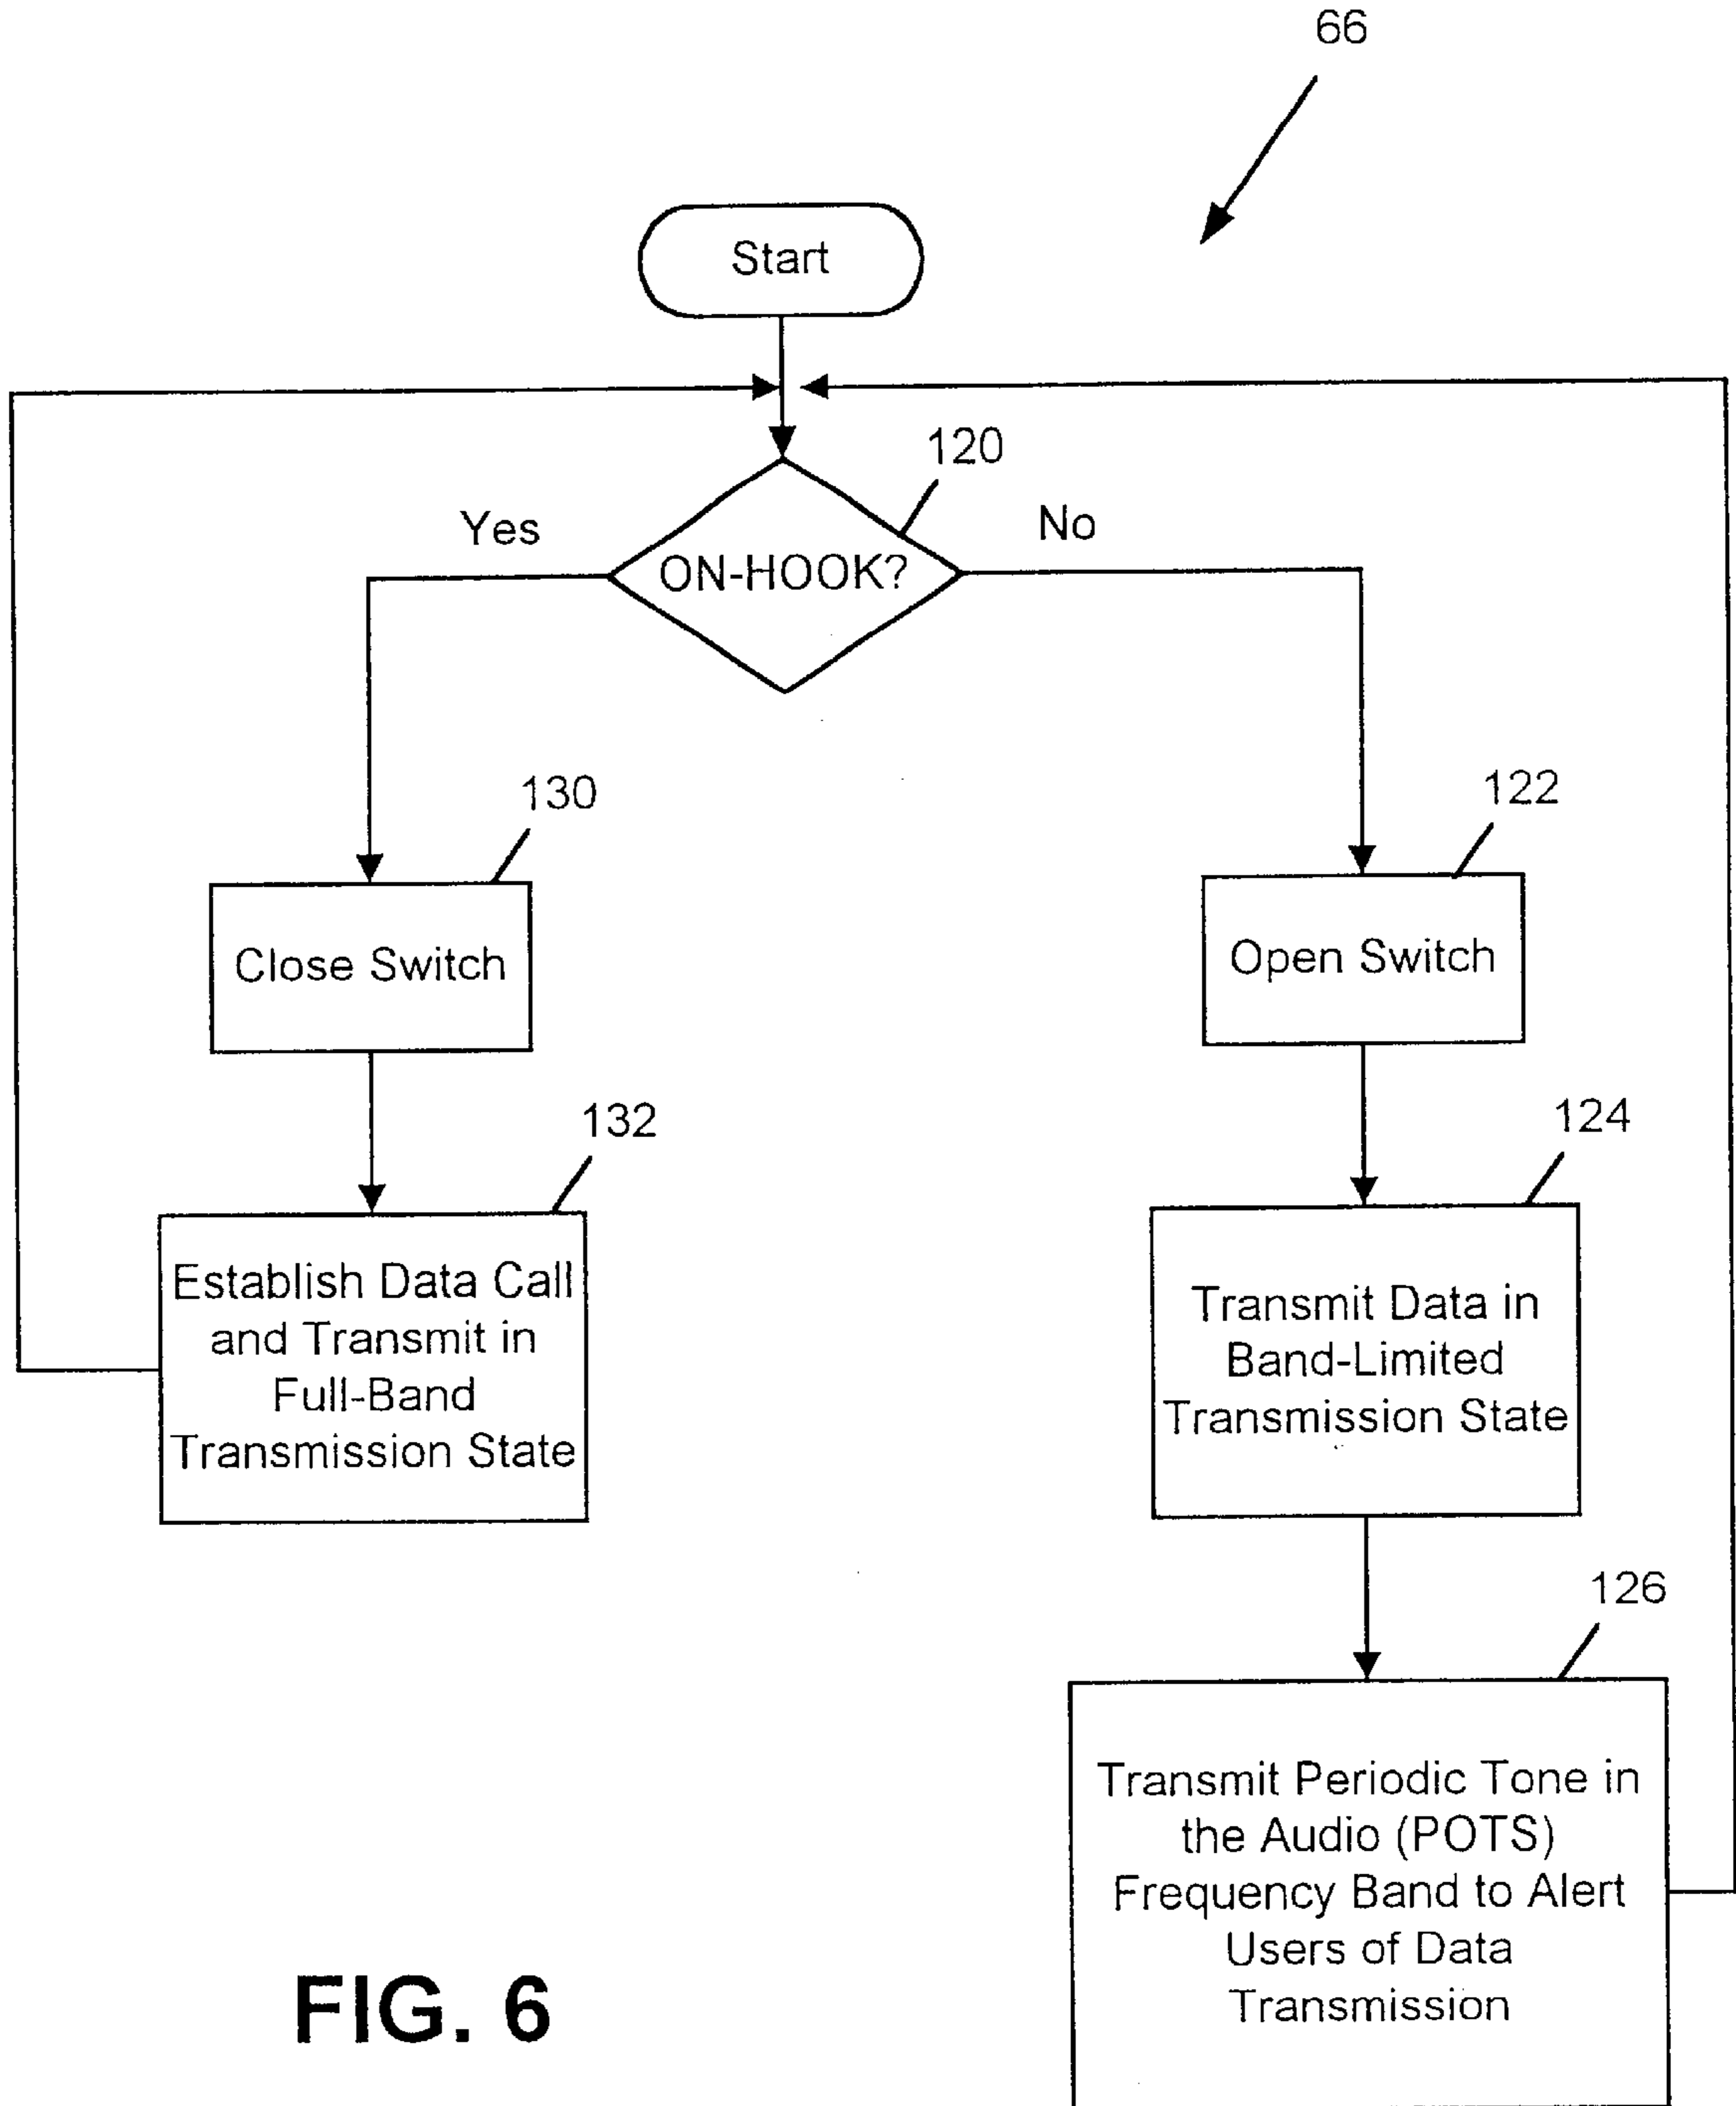 66
Start
120
Yes
No
ON-HOOK?
130
122
Close Switch
Open Switch
132
124
Establish Data Call
and Transmit in
Full-Band
Transmission State
Transmit Data in
Band-Limited
Transmission State
126
Transmit Periodic Tone in
the Audio (POTS)
Frequency Band to Alert
Users of Data
Transmission
FIG. 6